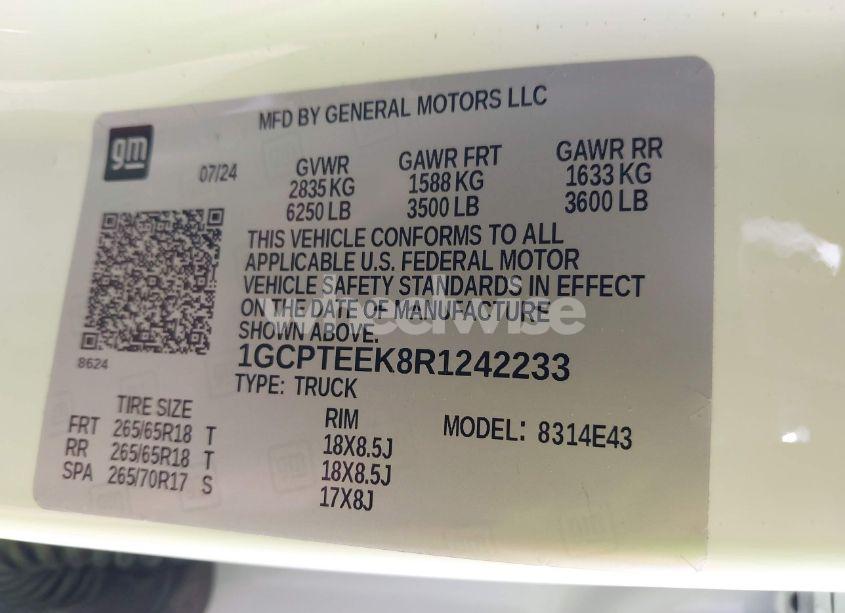 MFD BY GENERAL MOTORS LLC
gm
07/24
GVWR GAWR FRT GAWR RR
2835 KG 1588 KG 1633 KG
6250 LB 3500 LB 3600 LB
THIS VEHICLE CONFORMS TO ALL
APPLICABLE U.S. FEDERAL MOTOR
VEHICLE SAFETY STANDARDS IN EFFECT
ON THE DATE OF MANUFACTURE
SHOWN ABOVE.
wheelwise
8624
1GCPTEEK8R1242233
TYPE: TRUCK
TIRE SIZE RIM MODEL: 8314E43
FRT 265/65R18 T 18X8.5J
RR 265/65R18 T 18X8.5J
SPA 265/70R17 S 17X8J